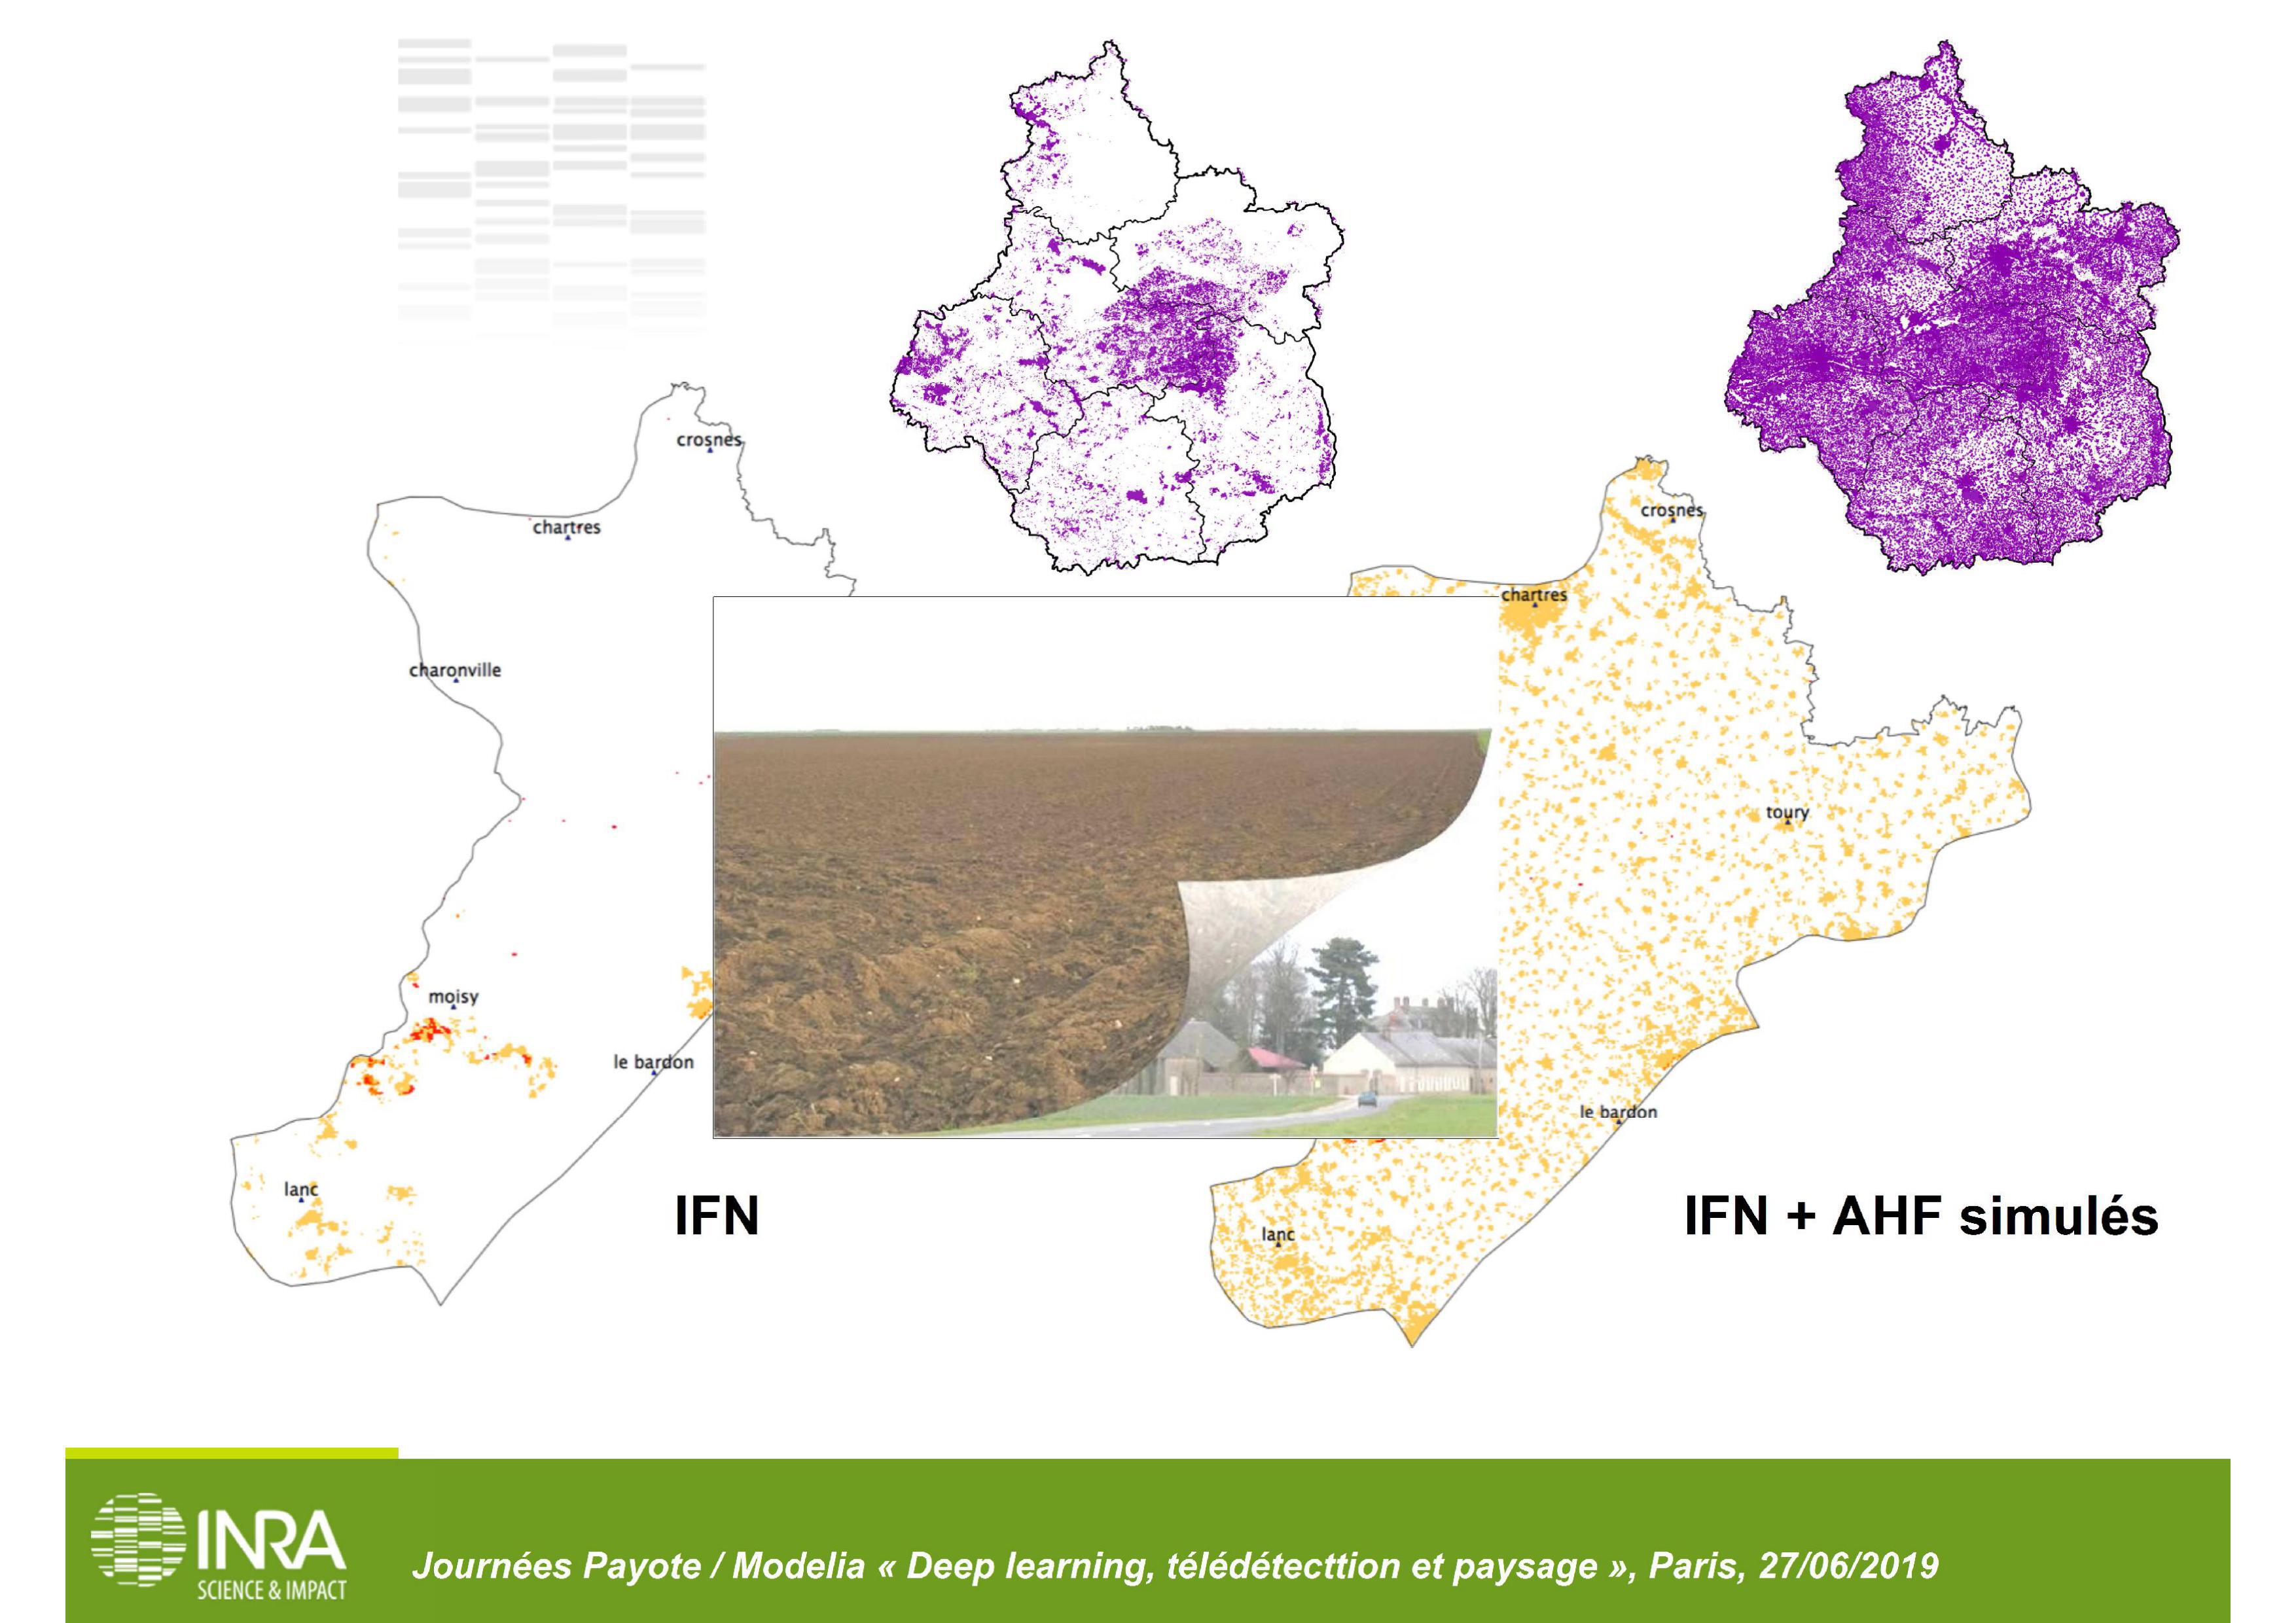 crosnes
chartres
charonville
moisy
le bardon
lanc
crosnes
chartres
toury
le bardon
lanc
IFN
IFN + AHF simulés
INRA
SCIENCE & IMPACT
Journées Payote / Modelia « Deep learning, télédétecttion et paysage », Paris, 27/06/2019